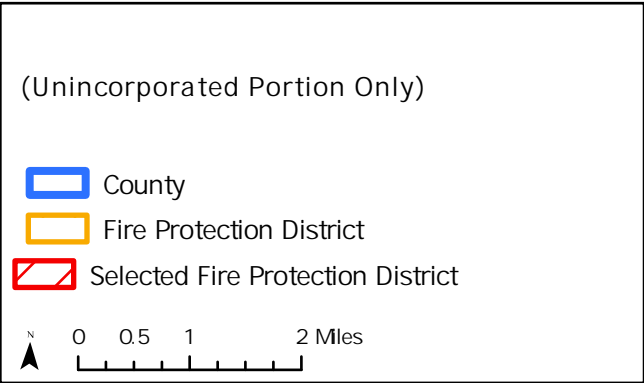 (Unincorporated Portion Only)
County
Fire Protection District
Selected Fire Protection District
N
0 0.5 1 2 Miles